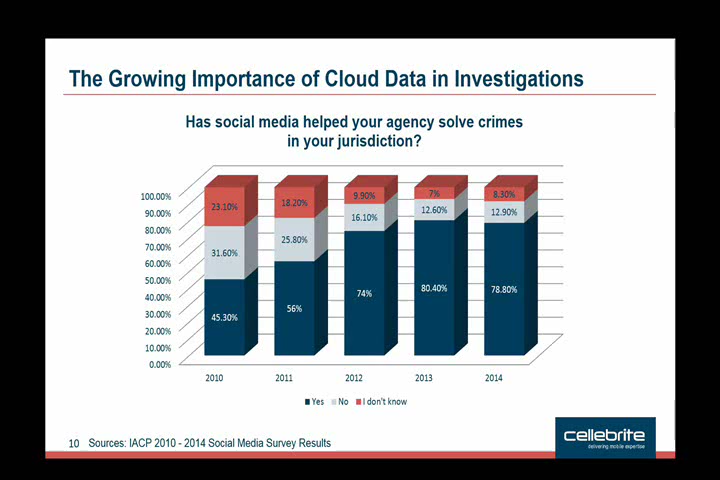 The Growing Importance of Cloud Data in Investigations
Has social media helped your agency solve crimes
in your jurisdiction?
100.00%
90.00%
80.00%
70.00%
60.00%
50.00%
40.00%
30.00%
20.00%
10.00%
0.00%
23.10% 18.20% 9.90% 7% 8.30%
31.60% 25.80% 16.10% 12.60% 12.90%
45.30% 56% 74% 80.40% 78.80%
2010 2011 2012 2013 2014
Yes No I don't know
10 Sources: IACP 2010 - 2014 Social Media Survey Results
cellebrite
delivering mobile expertise